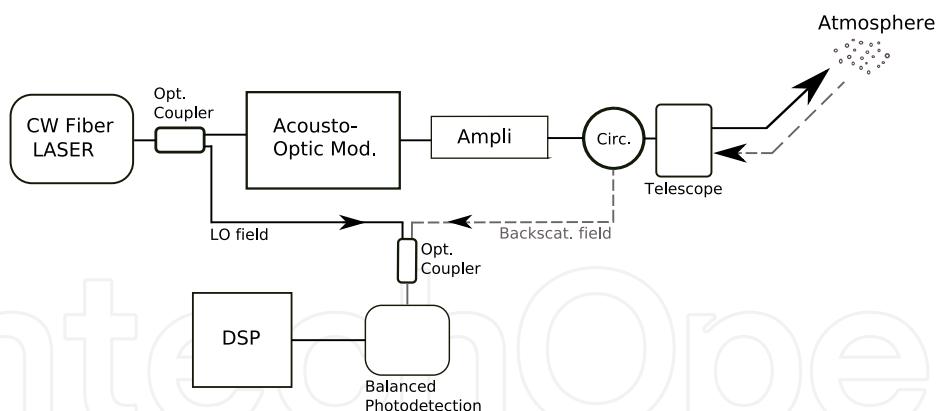 Atmosphere
Opt.
Coupler
CW Fiber
LASER
Acousto-
Optic Mod.
Ampli
Circ.
Telescope
LO field
Backscat. field
Opt.
Coupler
DSP
Balanced
Photodetection
ntechOpe